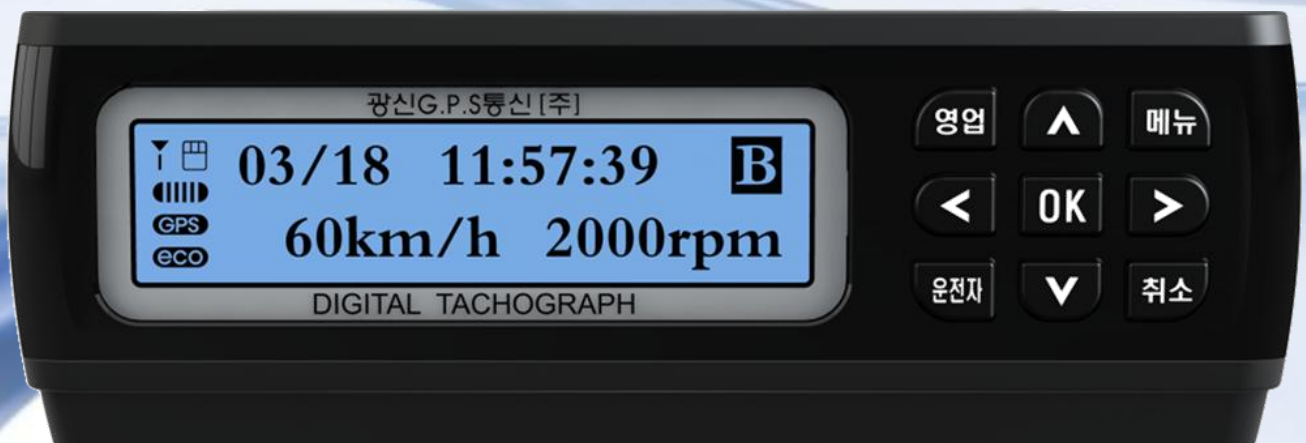 광신G.P.S통신 [주]
03/18 11:57:39 B
GPS
60km/h 2000rpm
eco
DIGITAL TACHOGRAPH
영업 메뉴
OK
운전자 취소